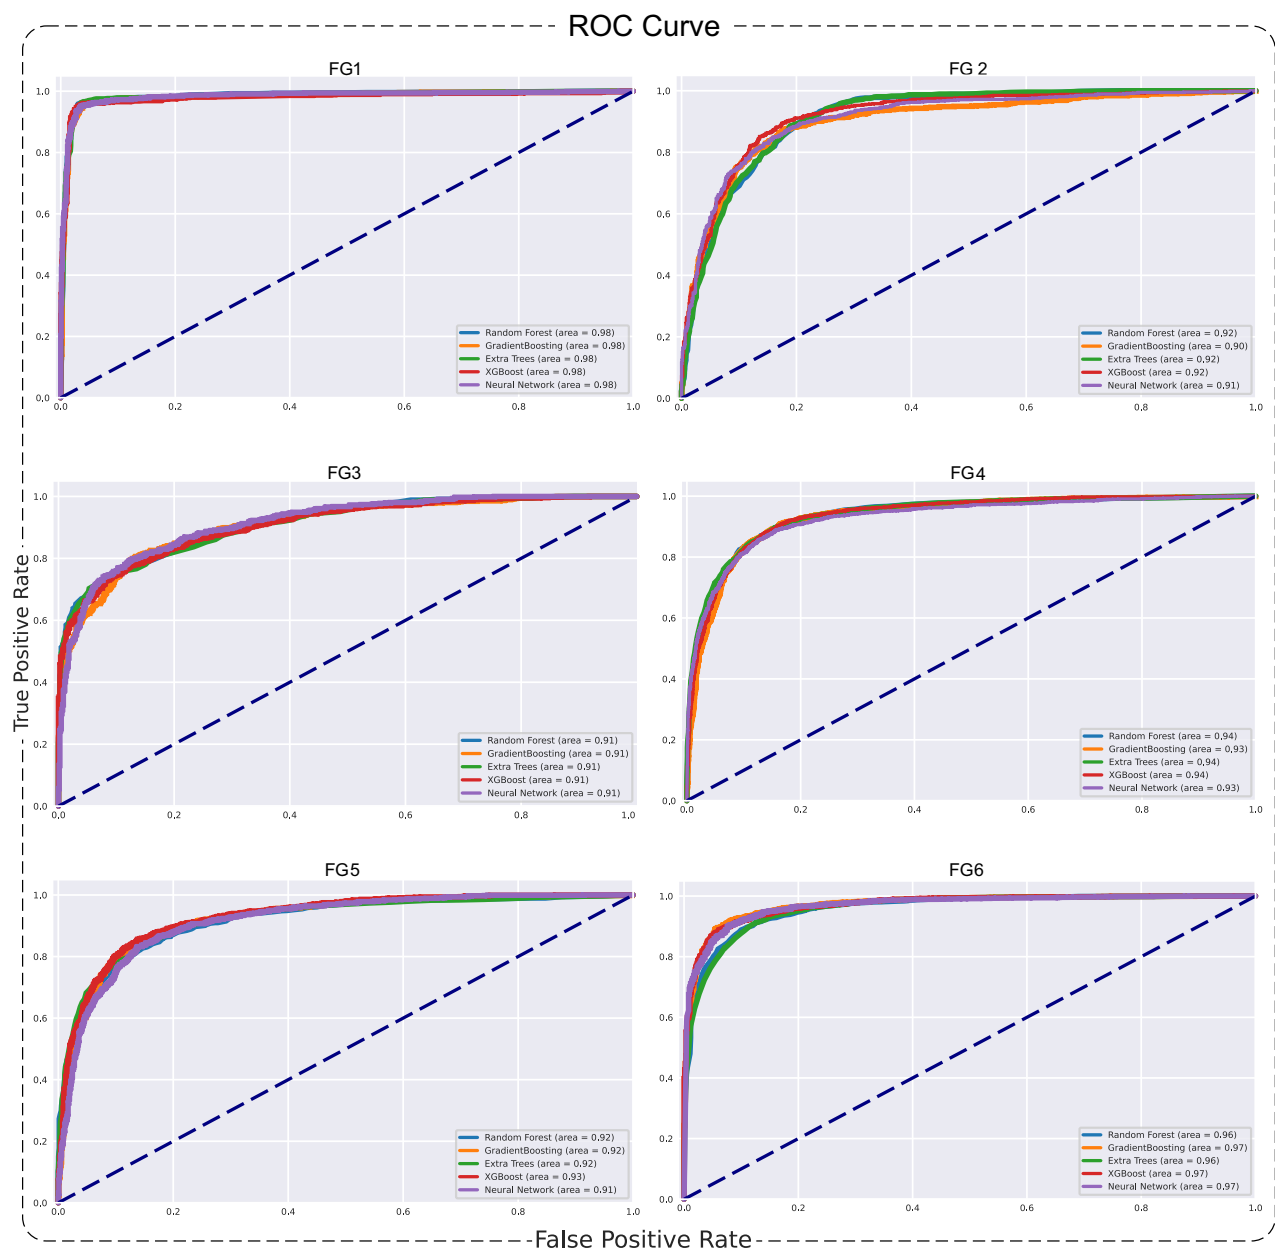 ROC Curve
FG1
1.0
0.8
0.6
0.4
0.2
0.0
0.0 0.2 0.4 0.6 0.8 1.0
Random Forest (area = 0.98)
GradientBoosting (area = 0.98)
Extra Trees (area = 0.98)
XGBoost (area = 0.98)
Neural Network (area = 0.98)
FG 2
1.0
0.8
0.6
0.4
0.2
0.0
0.0 0.2 0.4 0.6 0.8 1.0
Random Forest (area = 0.92)
GradientBoosting (area = 0.90)
Extra Trees (area = 0.92)
XGBoost (area = 0.92)
Neural Network (area = 0.91)
True Positive Rate
FG3
1.0
0.8
0.6
0.4
0.2
0.0
0.0 0.2 0.4 0.6 0.8 1.0
Random Forest (area = 0.91)
GradientBoosting (area = 0.91)
Extra Trees (area = 0.91)
XGBoost (area = 0.91)
Neural Network (area = 0.91)
FG4
1.0
0.8
0.6
0.4
0.2
0.0
0.0 0.2 0.4 0.6 0.8 1.0
Random Forest (area = 0.94)
GradientBoosting (area = 0.93)
Extra Trees (area = 0.94)
XGBoost (area = 0.94)
Neural Network (area = 0.93)
FG5
1.0
0.8
0.6
0.4
0.2
0.0
0.0 0.2 0.4 0.6 0.8 1.0
Random Forest (area = 0.92)
GradientBoosting (area = 0.92)
Extra Trees (area = 0.92)
XGBoost (area = 0.93)
Neural Network (area = 0.91)
FG6
1.0
0.8
0.6
0.4
0.2
0.0
0.0 0.2 0.4 0.6 0.8 1.0
Random Forest (area = 0.96)
GradientBoosting (area = 0.97)
Extra Trees (area = 0.96)
XGBoost (area = 0.97)
Neural Network (area = 0.97)
False Positive Rate